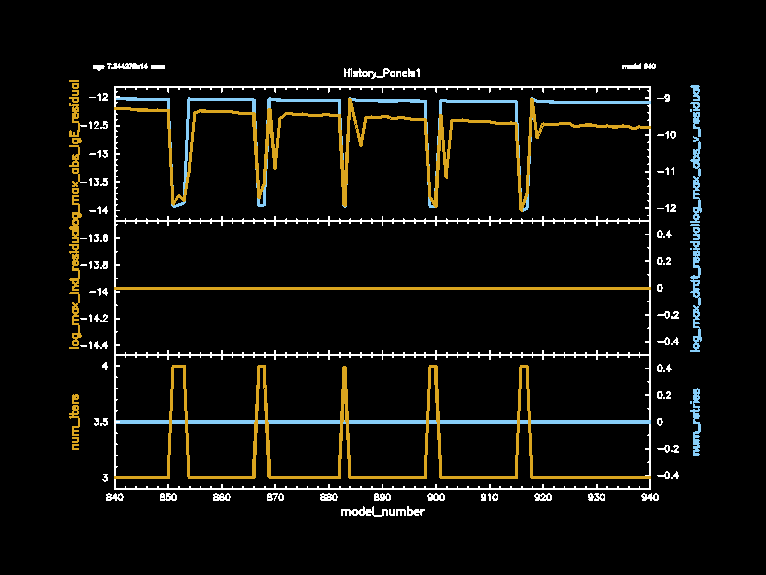 model 940
History_Panels1
log_max_abs_lgE_residual
-12
-12.5
-13
-13.5
-14
-9
-10
-11
-12
log_max_abs_v_residual
log_max_lnd_residual
-13.6
-13.8
-14
-14.2
-14.4
0.4
0.2
0
-0.2
-0.4
log_max_drdt_residual
num_iters
4
3.5
3
0.4
0.2
0
-0.2
-0.4
num_retries
840 850 860 870 880 890 900 910 920 930 940
model_number